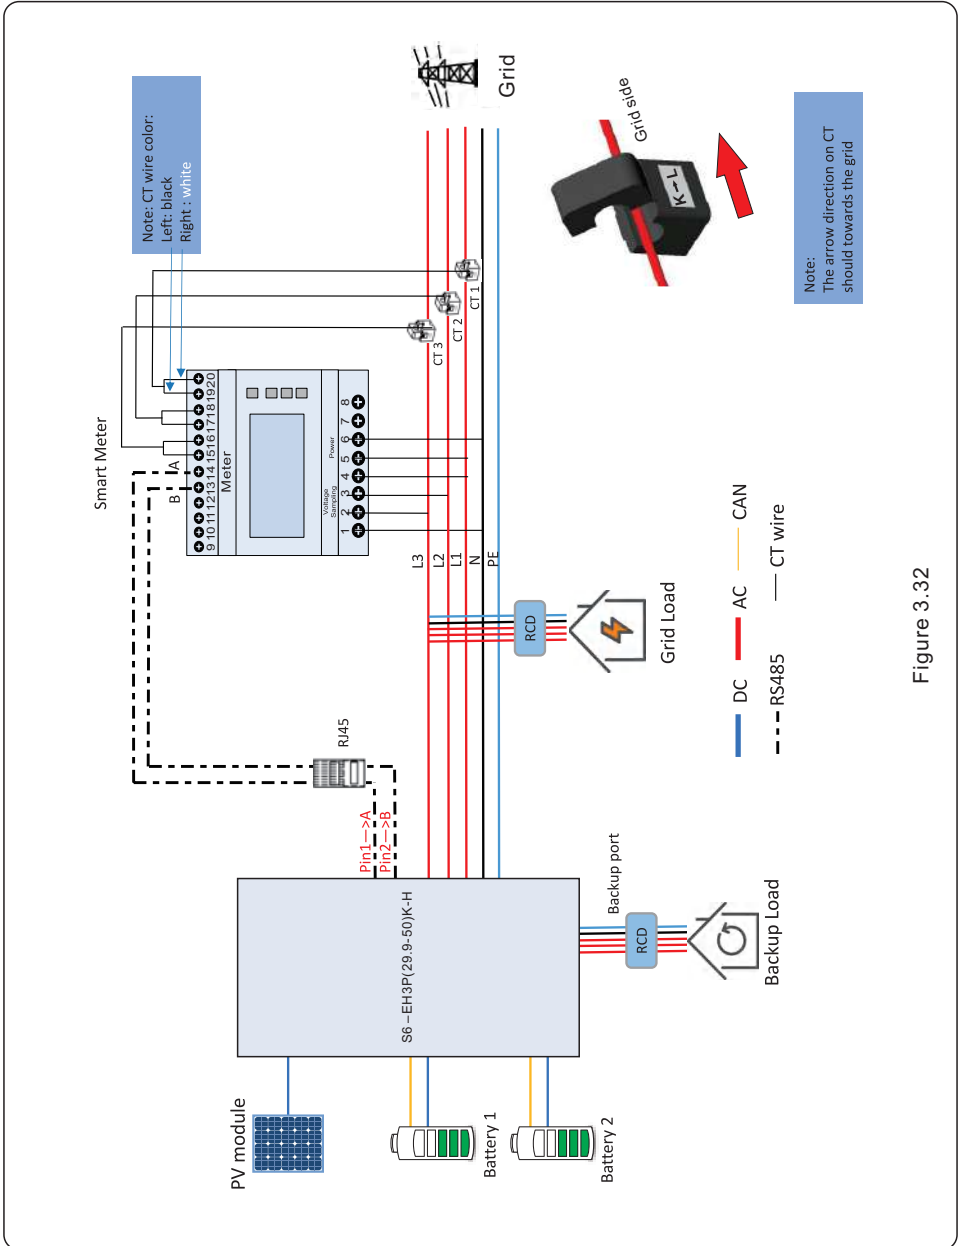 Smart Meter
Note: CT wire color:
Left: black
Right : white
B
A
9 10 11 12 13 14 15 16 17 18 19 20
Meter
Voltage
Sampling
Power
1 2 3 4 5 6 7 8
CT 3
CT 2
CT 1
Grid
L3
L2
L1
N
PE
RJ45
Pin1—>A
Pin2—>B
S6 –EH3P(29.9-50)K-H
PV module
Battery 1
Battery 2
Backup port
RCD
Backup Load
RCD
Grid Load
Grid side
K→L
Note:
The arrow direction on CT
should towards the grid
DC
AC
CAN
RS485
CT wire
Figure 3.32